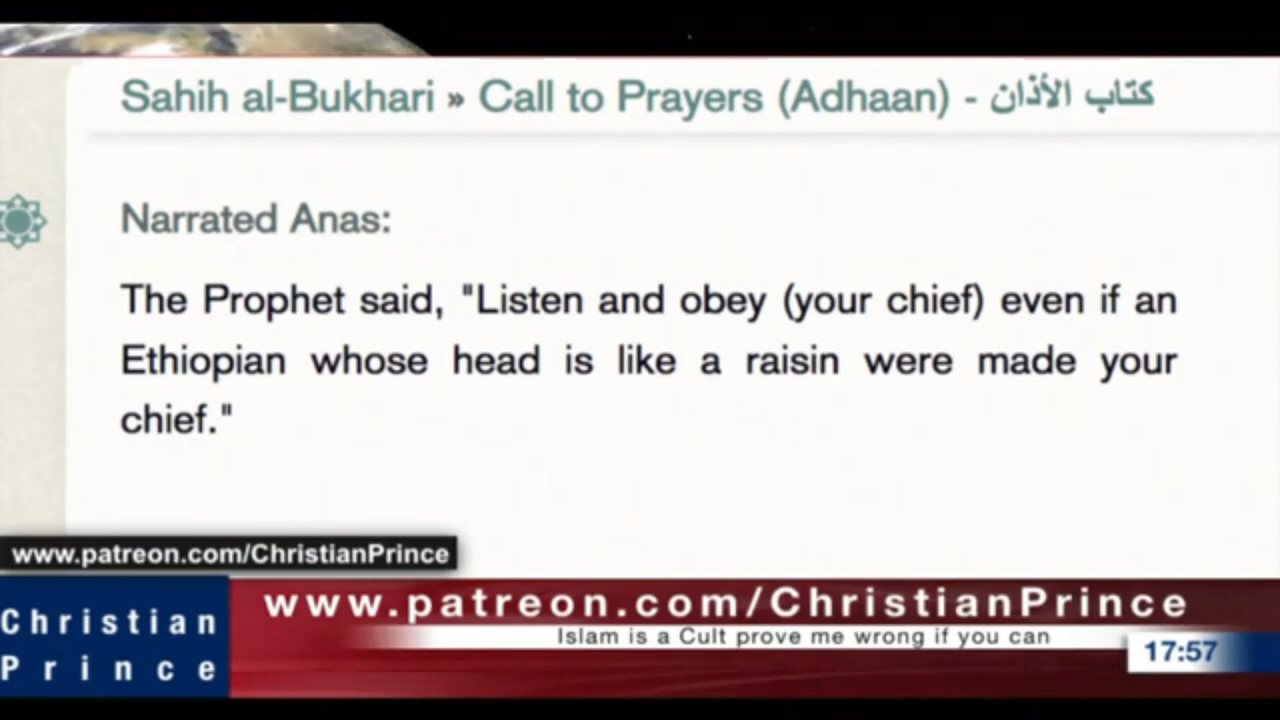 Sahih al-Bukhari » Call to Prayers (Adhaan) - كتاب الأذان
Narrated Anas:
The Prophet said, "Listen and obey (your chief) even if an
Ethiopian whose head is like a raisin were made your
chief."
www.patreon.com/ChristianPrince
www.patreon.com/ChristianPrince
Islam is a Cult prove me wrong if you can
Christian
Prince
17:57